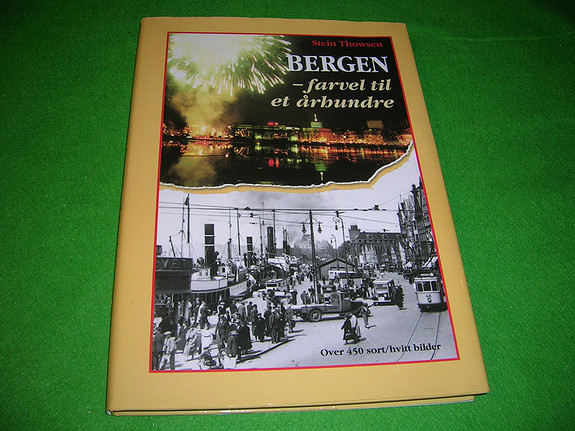 Stein Thowsen
BERGEN
– farvel til
et århundre
Over 450 sort/hvitt bilder